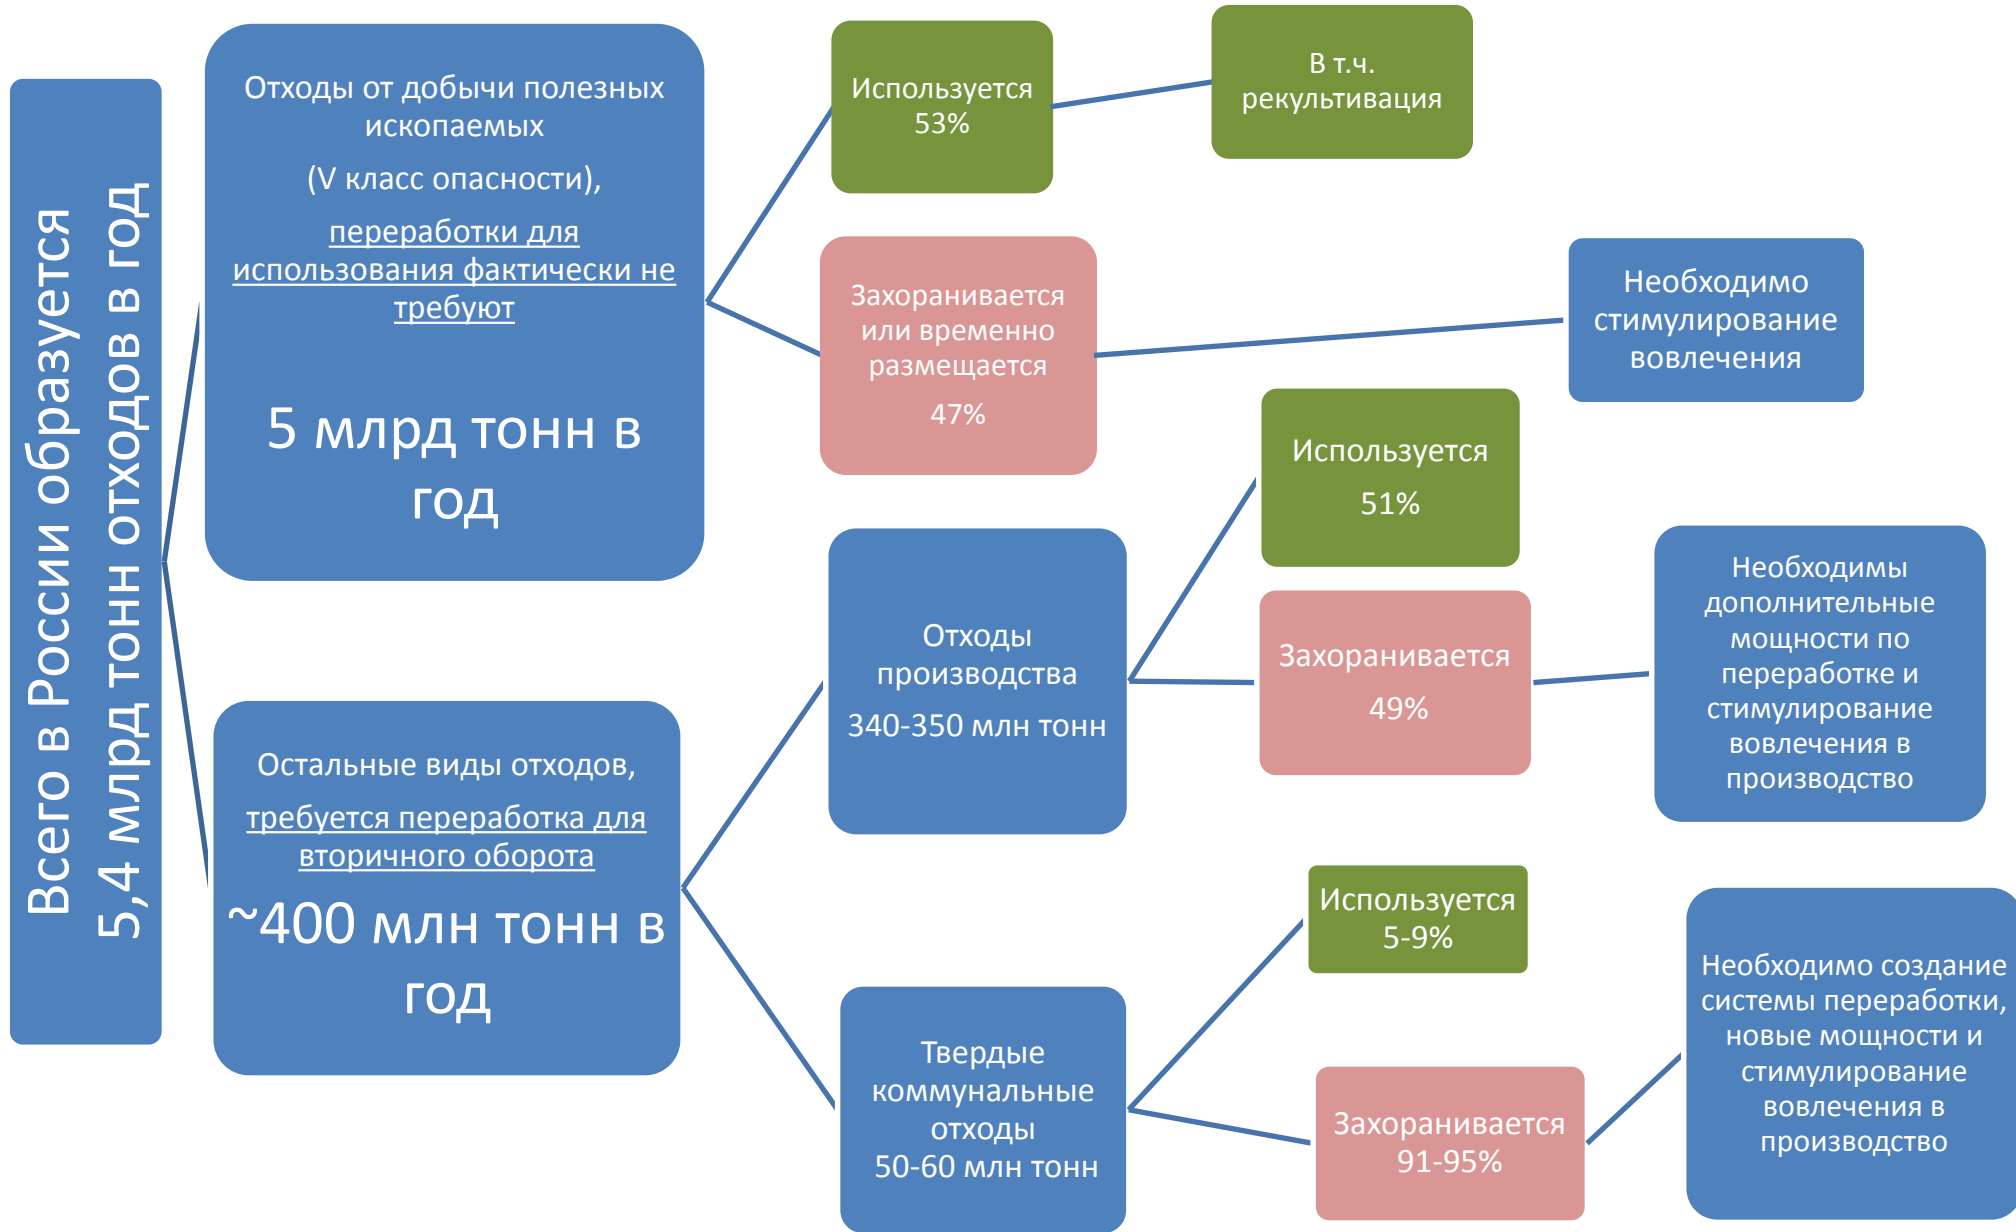 Всего в России образуется
5,4 млрд тонн отходов в год
Отходы от добычи полезных
ископаемых
(V класс опасности),
переработки для
использования фактически не
требуют
5 млрд тонн в
год
Используется
53%
В т.ч.
рекультивация
Захоранивается
или временно
размещается
47%
Необходимо
стимулирование
вовлечения
Остальные виды отходов,
требуется переработка для
вторичного оборота
~400 млн тонн в
год
Отходы
производства
340-350 млн тонн
Используется
51%
Захоранивается
49%
Необходимы
дополнительные
мощности по
переработке и
стимулирование
вовлечения в
производство
Твердые
коммунальные
отходы
50-60 млн тонн
Используется
5-9%
Захоранивается
91-95%
Необходимо создание
системы переработки,
новые мощности и
стимулирование
вовлечения в
производство